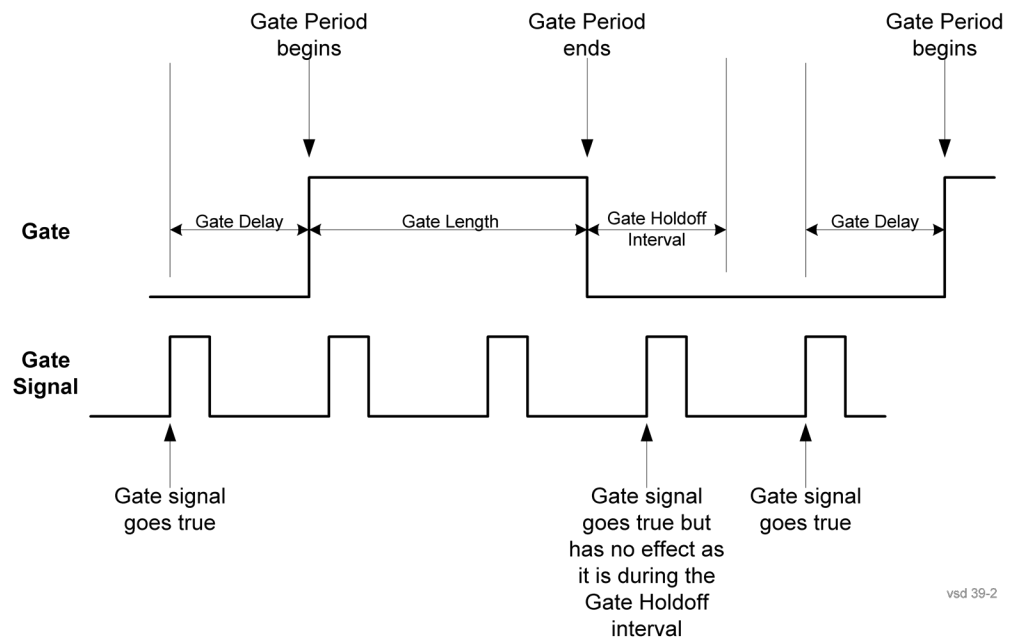 Gate Period
begins
Gate Period
ends
Gate Period
begins
Gate
Gate Delay
Gate Length
Gate Holdoff
Interval
Gate Delay
Gate
Signal
Gate signal
goes true
Gate signal
goes true but
has no effect as
it is during the
Gate Holdoff
interval
Gate signal
goes true
vsd 39-2